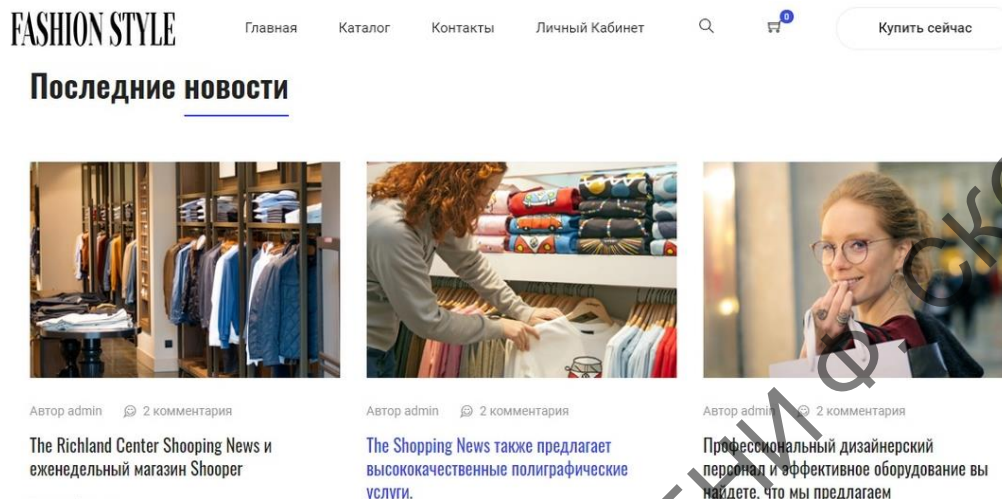 FASHION STYLE Главная Каталог Контакты Личный Кабинет 0 Купить сейчас
Последние новости
Автор admin 2 комментария
The Richland Center Shooping News и
еженедельный магазин Shooper
Автор admin 2 комментария
The Shopping News также предлагает
высококачественные полиграфические
услуги.
Автор admin 2 комментария
Профессиональный дизайнерский
персонал и эффективное оборудование вы
найдете, что мы предлагаем